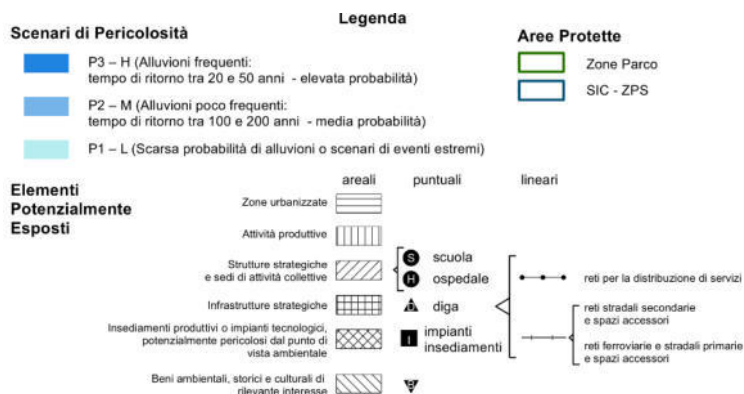 Legenda
Scenari di Pericolosità
P3 – H (Alluvioni frequenti:
tempo di ritorno tra 20 e 50 anni - elevata probabilità)
P2 – M (Alluvioni poco frequenti:
tempo di ritorno tra 100 e 200 anni - media probabilità)
P1 – L (Scarsa probabilità di alluvioni o scenari di eventi estremi)
Aree Protette
Zone Parco
SIC - ZPS
Elementi
Potenzialmente
Esposti
areali puntuali lineari
Zone urbanizzate
Attività produttive
Strutture strategiche
e sedi di attività collettive
S scuola
H ospedale
Infrastrutture strategiche
D diga
Insediamenti produttivi o impianti tecnologici,
potenzialmente pericolosi dal punto di
vista ambientale
I impianti
insediamenti
Beni ambientali, storici e culturali di
rilevante interesse
B
reti per la distribuzione di servizi
reti stradali secondarie
e spazi accessori
reti ferroviarie e stradali primarie
e spazi accessori